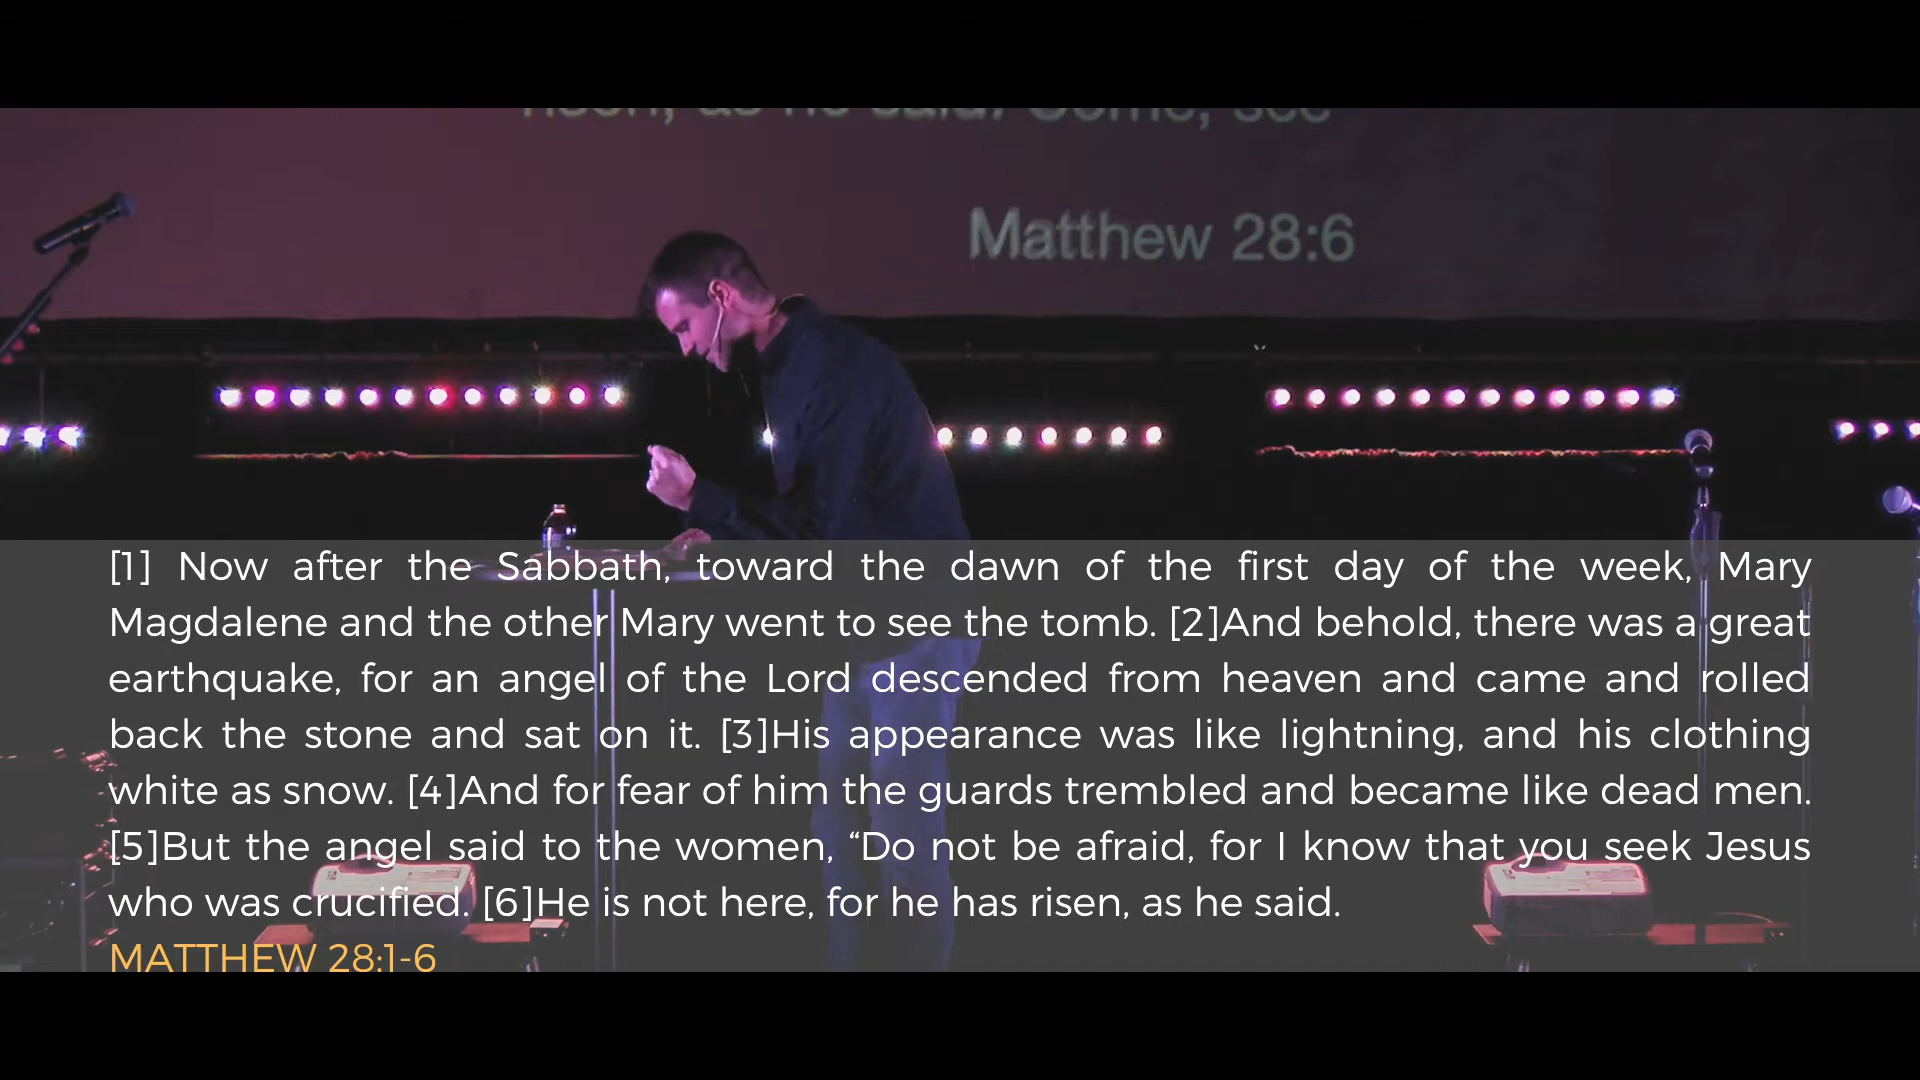 risen, as he said. Come, see
Matthew 28:6
[1] Now after the Sabbath, toward the dawn of the first day of the week, Mary
Magdalene and the other Mary went to see the tomb. [2]And behold, there was a great
earthquake, for an angel of the Lord descended from heaven and came and rolled
back the stone and sat on it. [3]His appearance was like lightning, and his clothing
white as snow. [4]And for fear of him the guards trembled and became like dead men.
[5]But the angel said to the women, “Do not be afraid, for I know that you seek Jesus
who was crucified. [6]He is not here, for he has risen, as he said.
MATTHEW 28:1-6